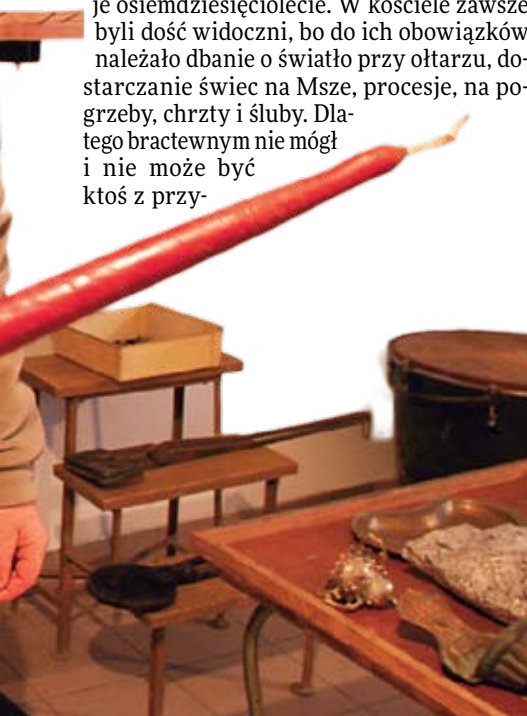 je osiemdziesięciolecie. W kościele zawsze
byli dość widoczni, bo do ich obowiązków
należało dbanie o światło przy ołtarzu, do-
starczanie świec na Msze, procesje, na po-
grzeby, chrzty i śluby. Dla-
tego bractewnym nie mógł
i nie może być
ktoś z przy-